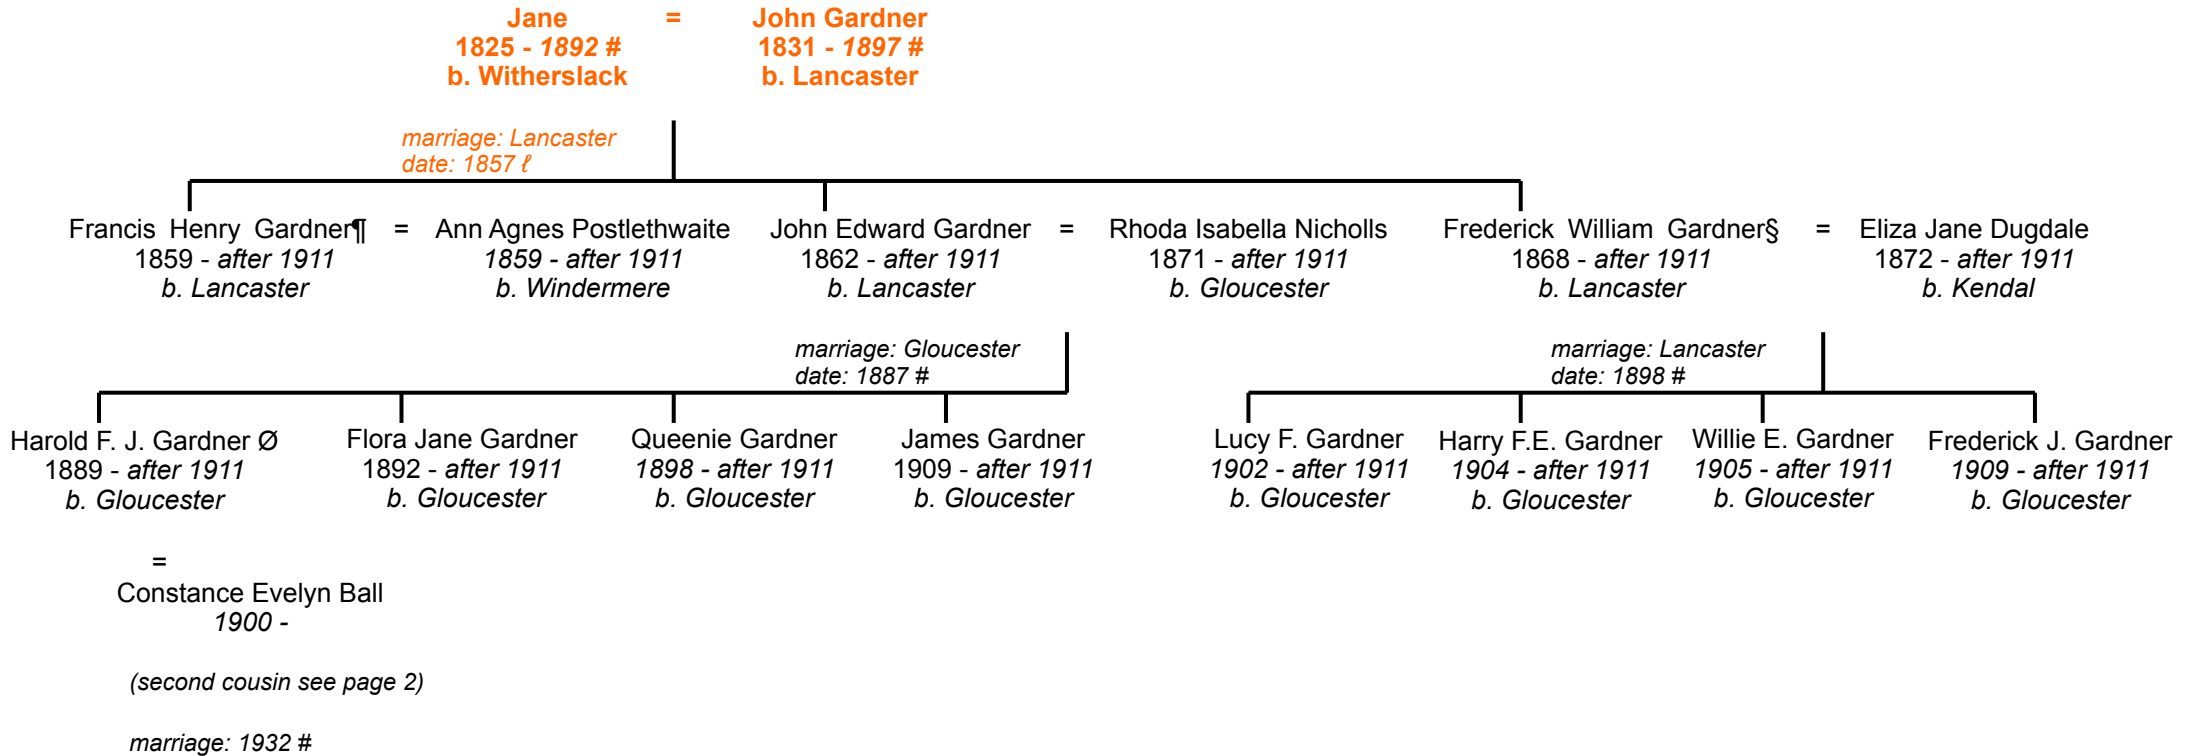 Jane = John Gardner
1825 - 1892 # 1831 - 1897 #
b. Witherslack b. Lancaster
marriage: Lancaster
date: 1857 ℓ
Francis Henry Gardner¶ = Ann Agnes Postlethwaite John Edward Gardner = Rhoda Isabella Nicholls Frederick William Gardner§ = Eliza Jane Dugdale
1859 - after 1911 1859 - after 1911 1862 - after 1911 1871 - after 1911 1868 - after 1911 1872 - after 1911
b. Lancaster b. Windermere b. Lancaster b. Gloucester b. Lancaster b. Kendal
marriage: Gloucester marriage: Lancaster
date: 1887 # date: 1898 #
Harold F. J. Gardner Ø Flora Jane Gardner Queenie Gardner James Gardner Lucy F. Gardner Harry F.E. Gardner Willie E. Gardner Frederick J. Gardner
1889 - after 1911 1892 - after 1911 1898 - after 1911 1909 - after 1911 1902 - after 1911 1904 - after 1911 1905 - after 1911 1909 - after 1911
b. Gloucester b. Gloucester b. Gloucester b. Gloucester b. Gloucester b. Gloucester b. Gloucester b. Gloucester
=
Constance Evelyn Ball
1900 -
(second cousin see page 2)
marriage: 1932 #